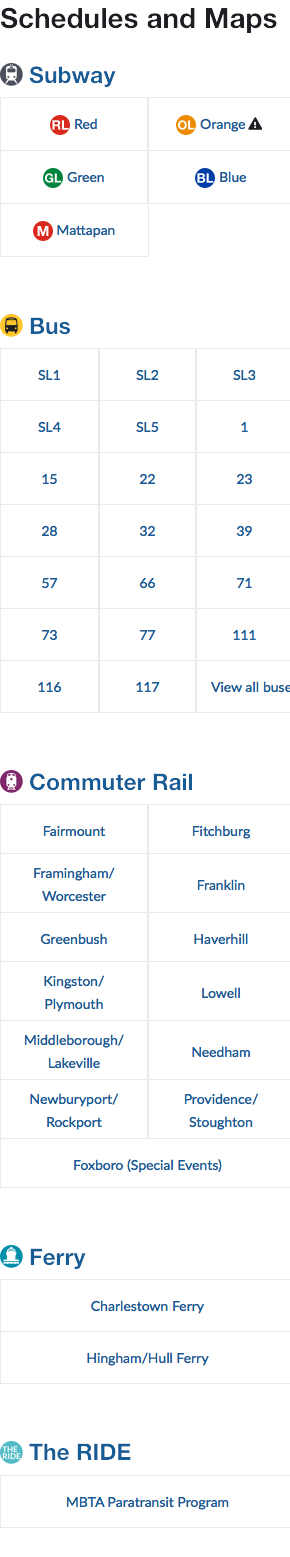 Schedules and Maps
Subway
RL Red
OL Orange
GL Green
BL Blue
M Mattapan
Bus
SL1
SL2
SL3
SL4
SL5
1
15
22
23
28
32
39
57
66
71
73
77
111
116
117
View all buse
Commuter Rail
Fairmount
Fitchburg
Framingham/
Worcester
Franklin
Greenbush
Haverhill
Kingston/
Plymouth
Lowell
Middleborough/
Lakeville
Needham
Newburyport/
Rockport
Providence/
Stoughton
Foxboro (Special Events)
Ferry
Charlestown Ferry
Hingham/Hull Ferry
THE
RIDE
The RIDE
MBTA Paratransit Program